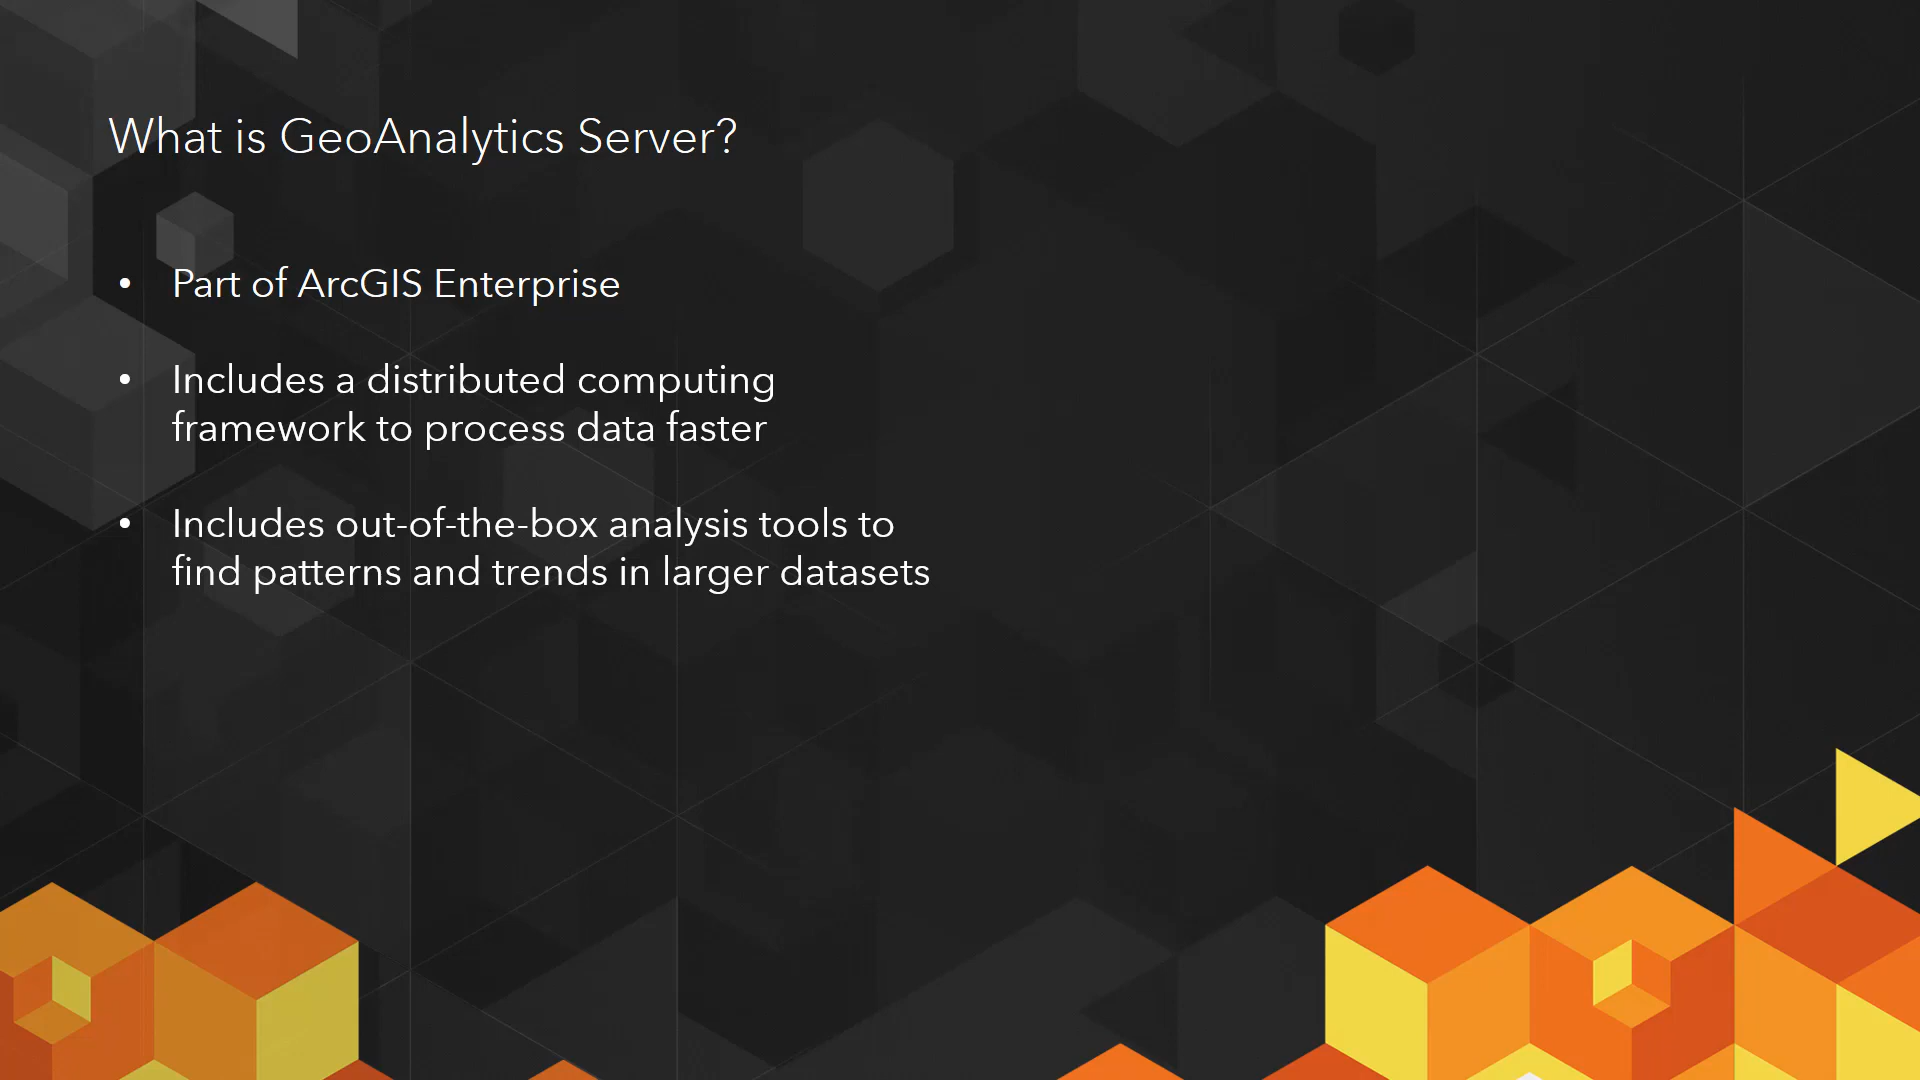 What is GeoAnalytics Server?
• Part of ArcGIS Enterprise
• Includes a distributed computing
framework to process data faster
• Includes out-of-the-box analysis tools to
find patterns and trends in larger datasets